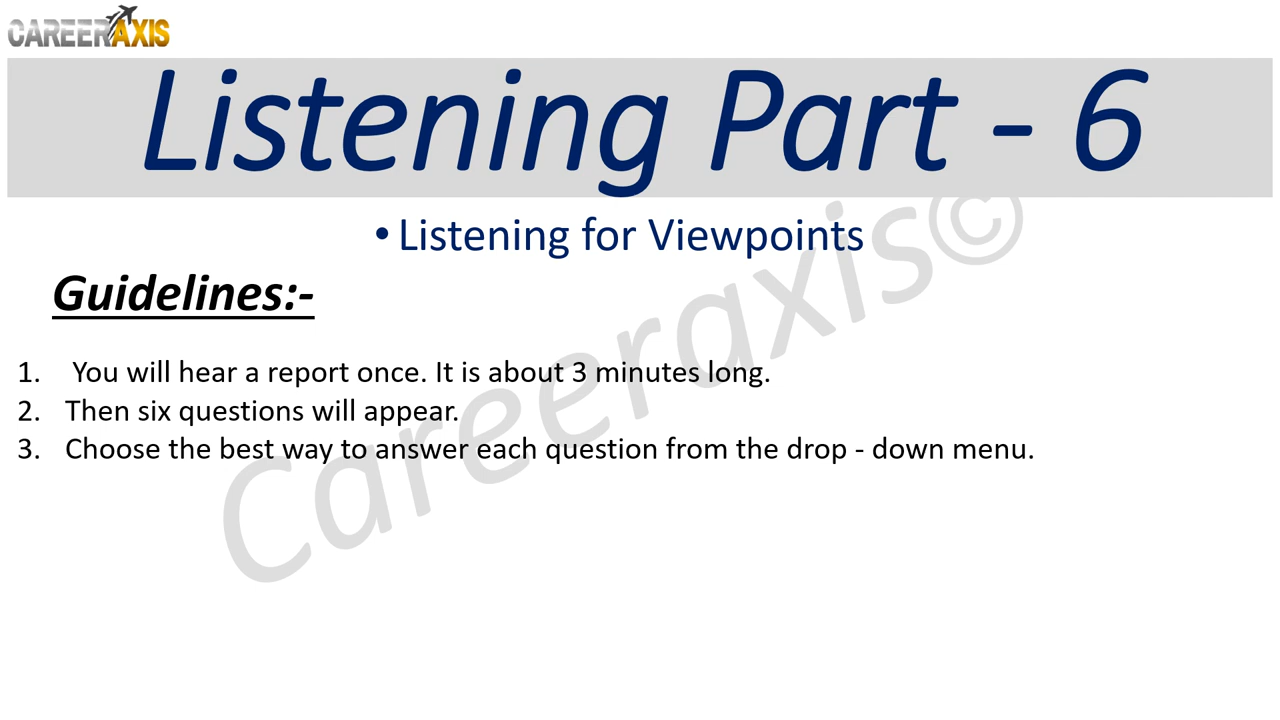 CAREERAXIS
Listening Part - 6
• Listening for Viewpoints
Guidelines:-
1. You will hear a report once. It is about 3 minutes long.
2. Then six questions will appear.
3. Choose the best way to answer each question from the drop - down menu.
Careeraxis©